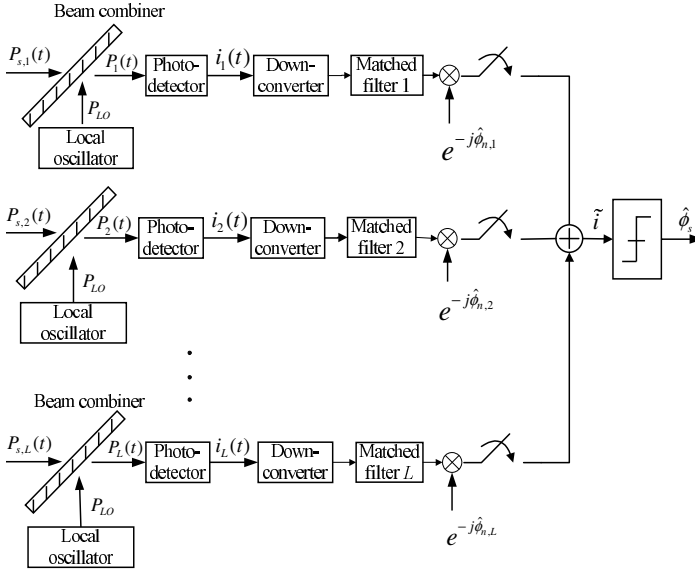 Beam combiner
P_{s,1}(t)
P_1(t)
Photo-
detector
i_1(t)
Down-
converter
Matched
filter 1
P_{LO}
Local
oscillator
e^{-j\hat{\phi}_{n,1}}
P_{s,2}(t)
P_2(t)
Photo-
detector
i_2(t)
Down-
converter
Matched
filter 2
\tilde{i}
\hat{\phi}_s
P_{LO}
Local
oscillator
e^{-j\hat{\phi}_{n,2}}
Beam combiner
P_{s,L}(t)
P_L(t)
Photo-
detector
i_L(t)
Down-
converter
Matched
filter L
P_{LO}
Local
oscillator
e^{-j\hat{\phi}_{n,L}}